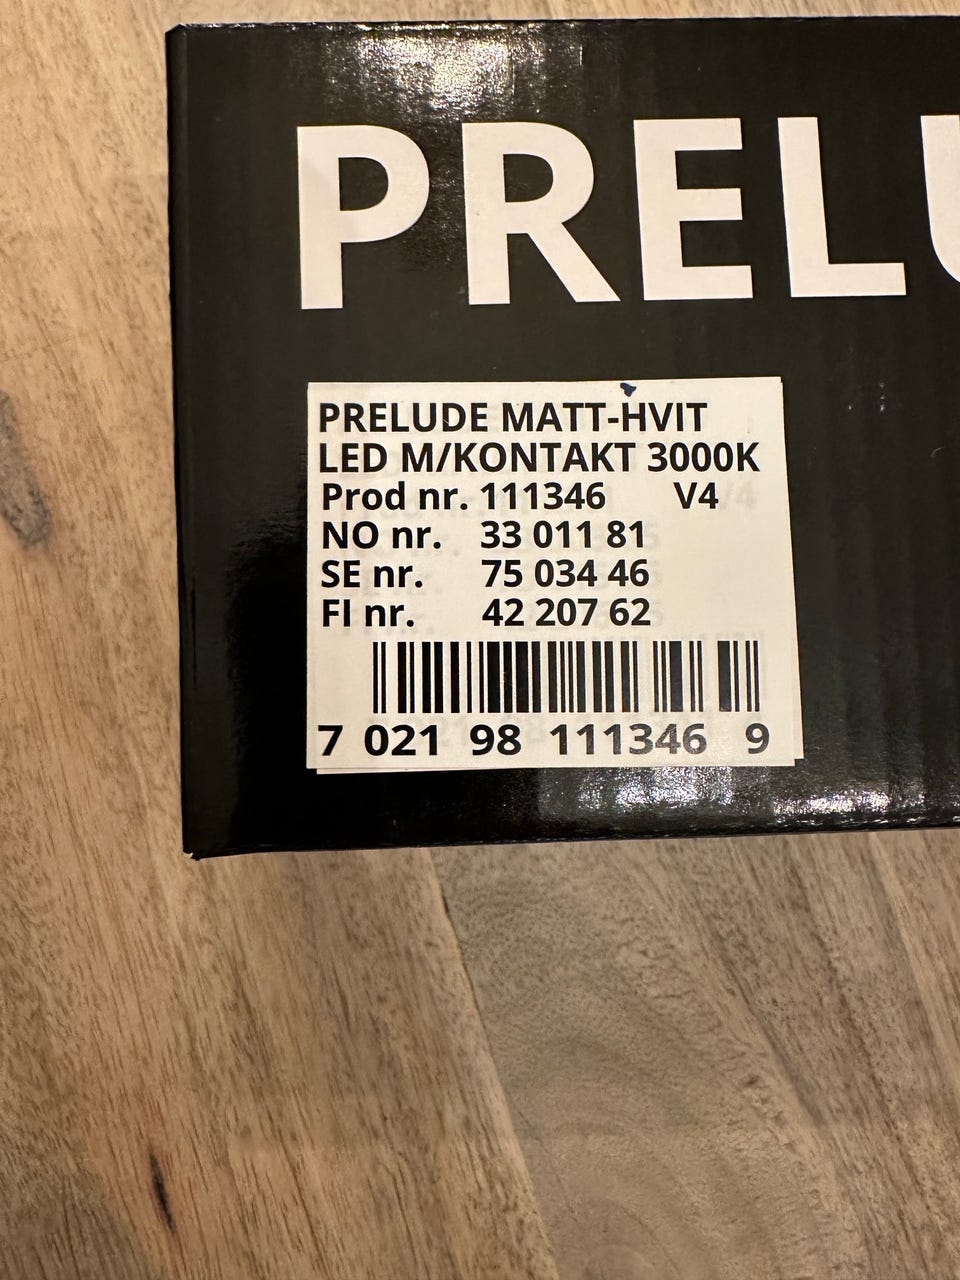 PRELU
PRELUDE MATT-HVIT
LED M/KONTAKT 3000K
Prod nr. 111346 V4
NO nr. 33 011 81
SE nr. 75 034 46
FI nr. 42 207 62
7 021 98 111346 9